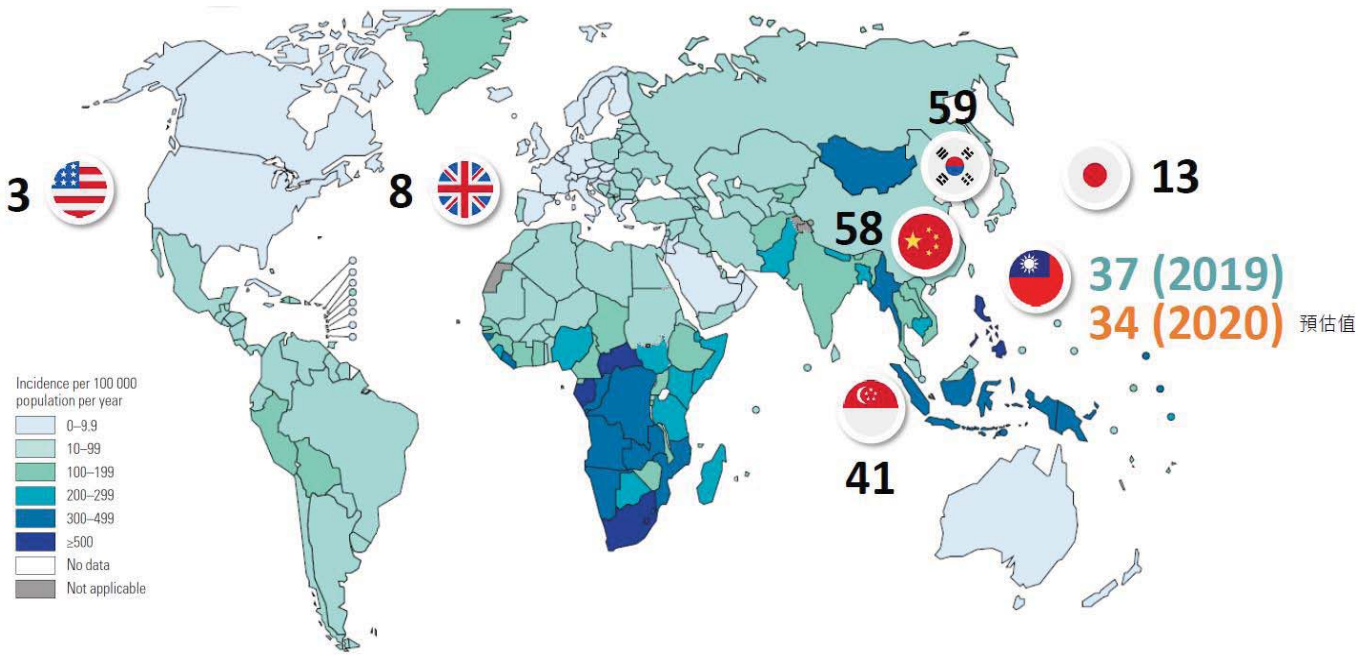 59
3
8
13
58
37 (2019)
34 (2020) 預估值
41
Incidence per 100 000
population per year
0–9.9
10–99
100–199
200–299
300–499
≥500
No data
Not applicable